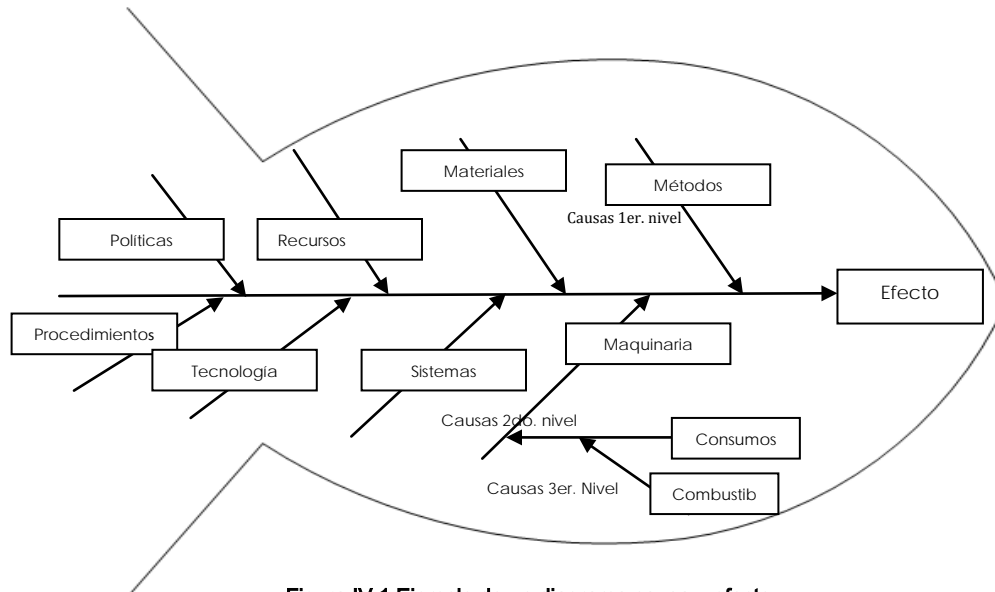 Materiales
Métodos
Causas 1er. nivel
Políticas
Recursos
Efecto
Procedimientos
Maquinaria
Tecnología
Sistemas
Causas 2do. nivel
Consumos
Causas 3er. Nivel
Combustib